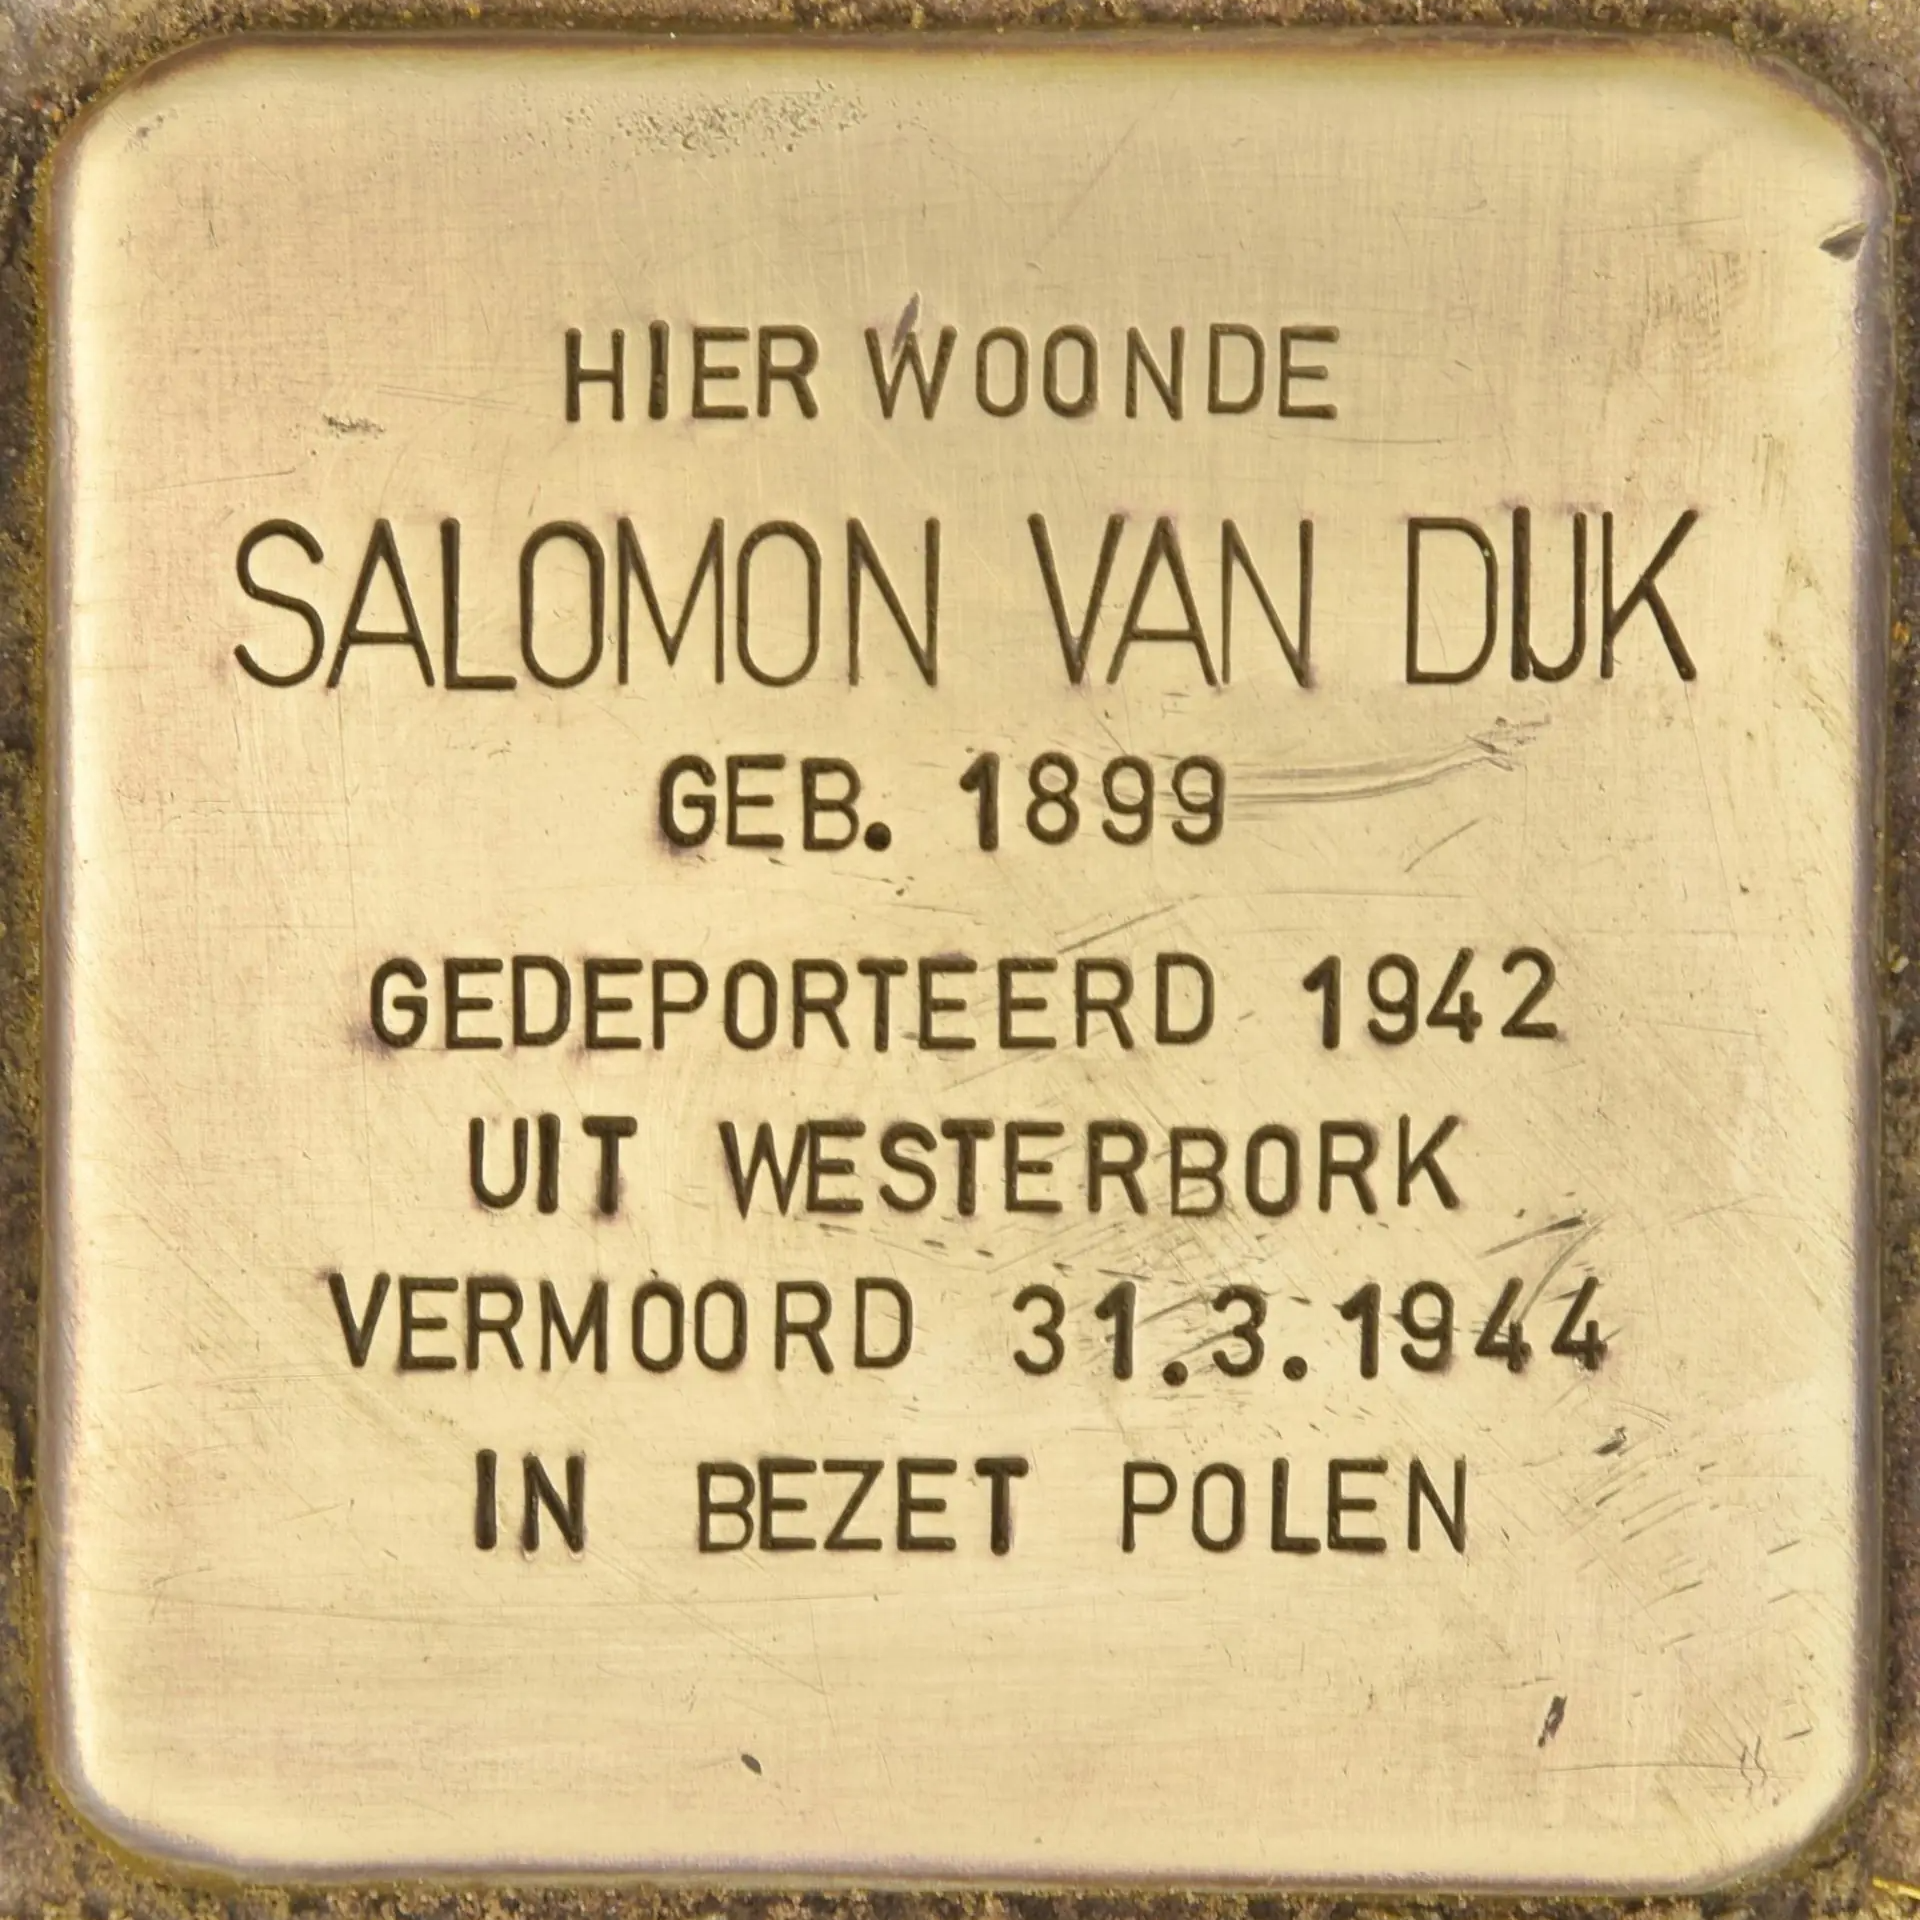 HIER WOONDE
SALOMON VAN DIJK
GEB. 1899
GEDEPORTEERD 1942
UIT WESTERBORK
VERMOORD 31.3.1944
IN BEZET POLEN